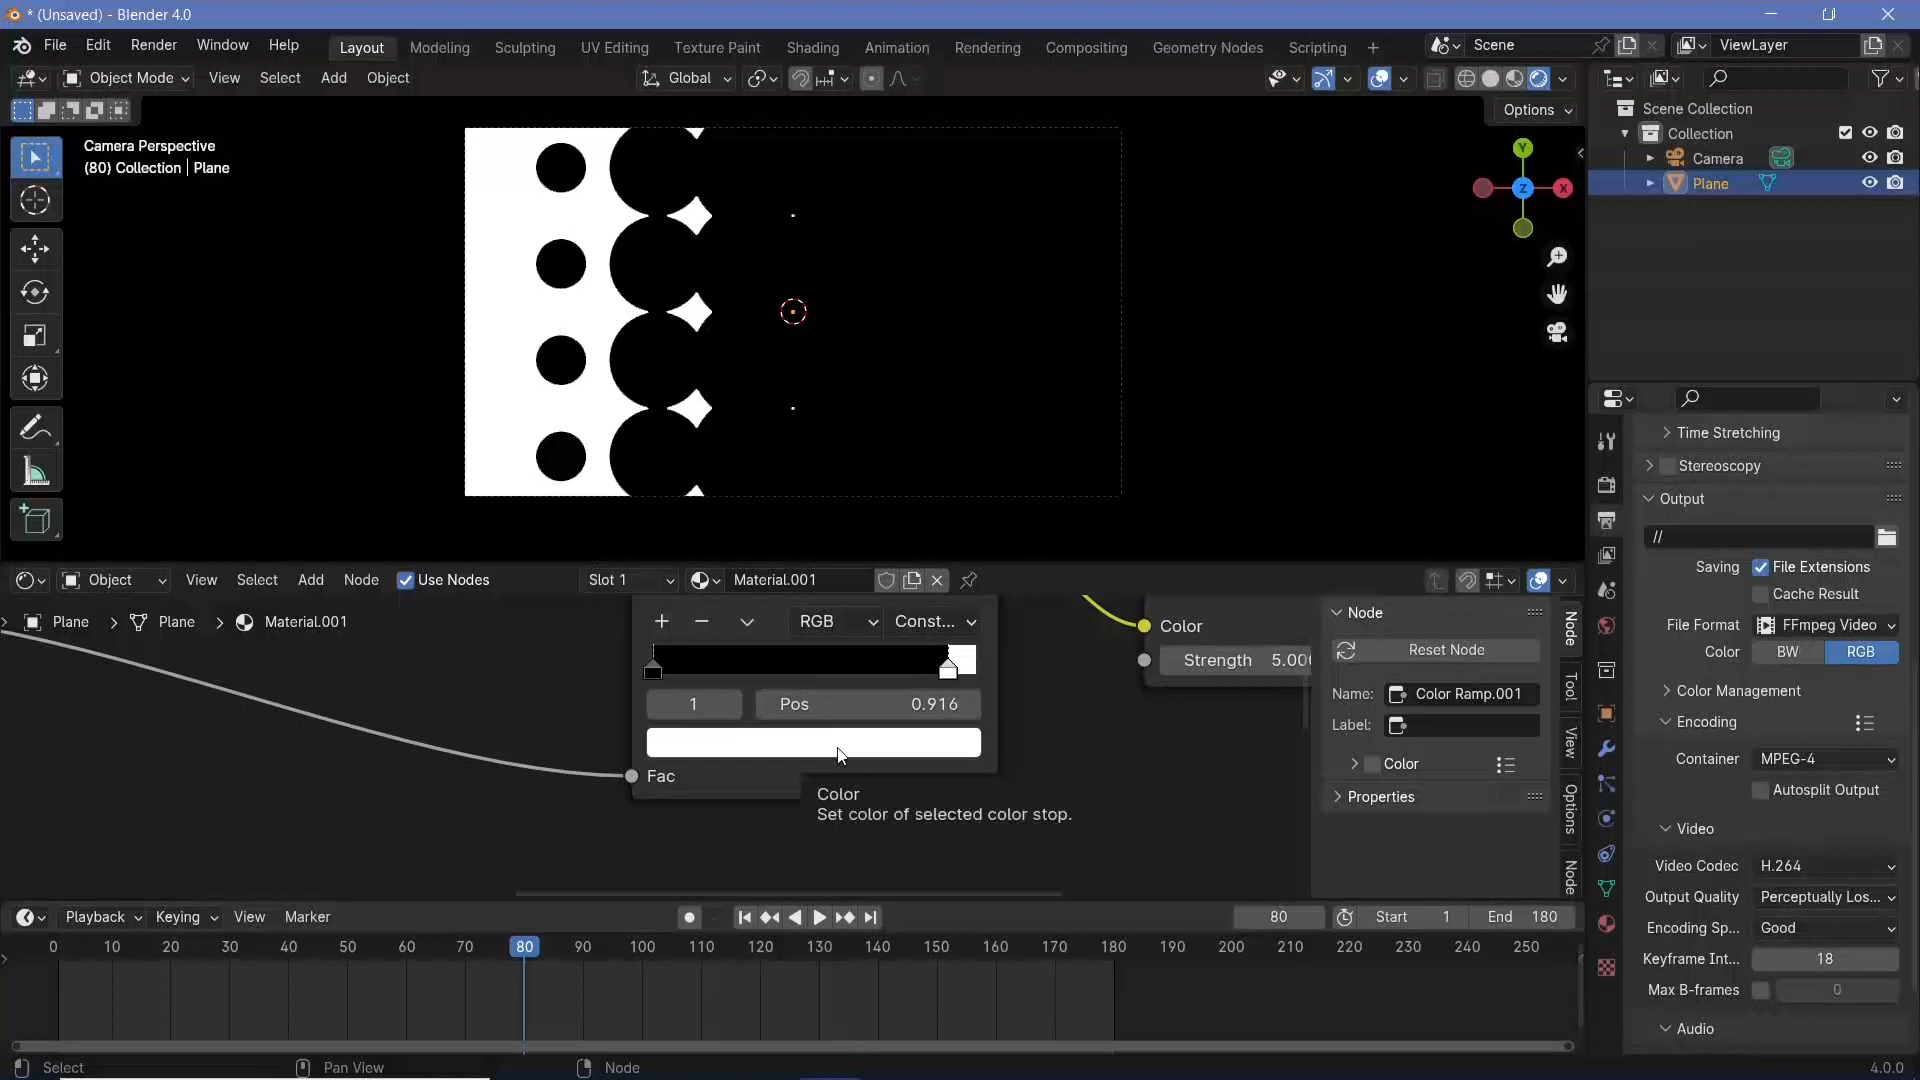 * (Unsaved) - Blender 4.0
File Edit Render Window Help
Layout Modeling Sculpting UV Editing Texture Paint Shading Animation Rendering Compositing Geometry Nodes Scripting +
Scene
ViewLayer
Object Mode View Select Add Object
Global
Options
Camera Perspective
(80) Collection | Plane
Y
Z
X
Scene Collection
Collection
Camera
Plane
Time Stretching
Stereoscopy
Output
//
Saving File Extensions
Cache Result
File Format FFmpeg Video
Color BW RGB
Color Management
Encoding
Container MPEG-4
Autosplit Output
Video
Video Codec H.264
Output Quality Perceptually Los...
Encoding Sp... Good
Keyframe Int... 18
Max B-frames 0
Audio
Object View Select Add Node Use Nodes Slot 1 Material.001
Plane Plane Material.001
RGB Const...
1 Pos 0.916
Fac
Color
Set color of selected color stop.
Color
Strength 5.00
Node
Reset Node
Name: Color Ramp.001
Label:
Color
Properties
Node
Tool
View
Options
Node
Playback Keying View Marker
80 Start 1 End 180
0 10 20 30 40 50 60 70 80 90 100 110 120 130 140 150 160 170 180 190 200 210 220 230 240 250
Select Pan View Node 4.0.0